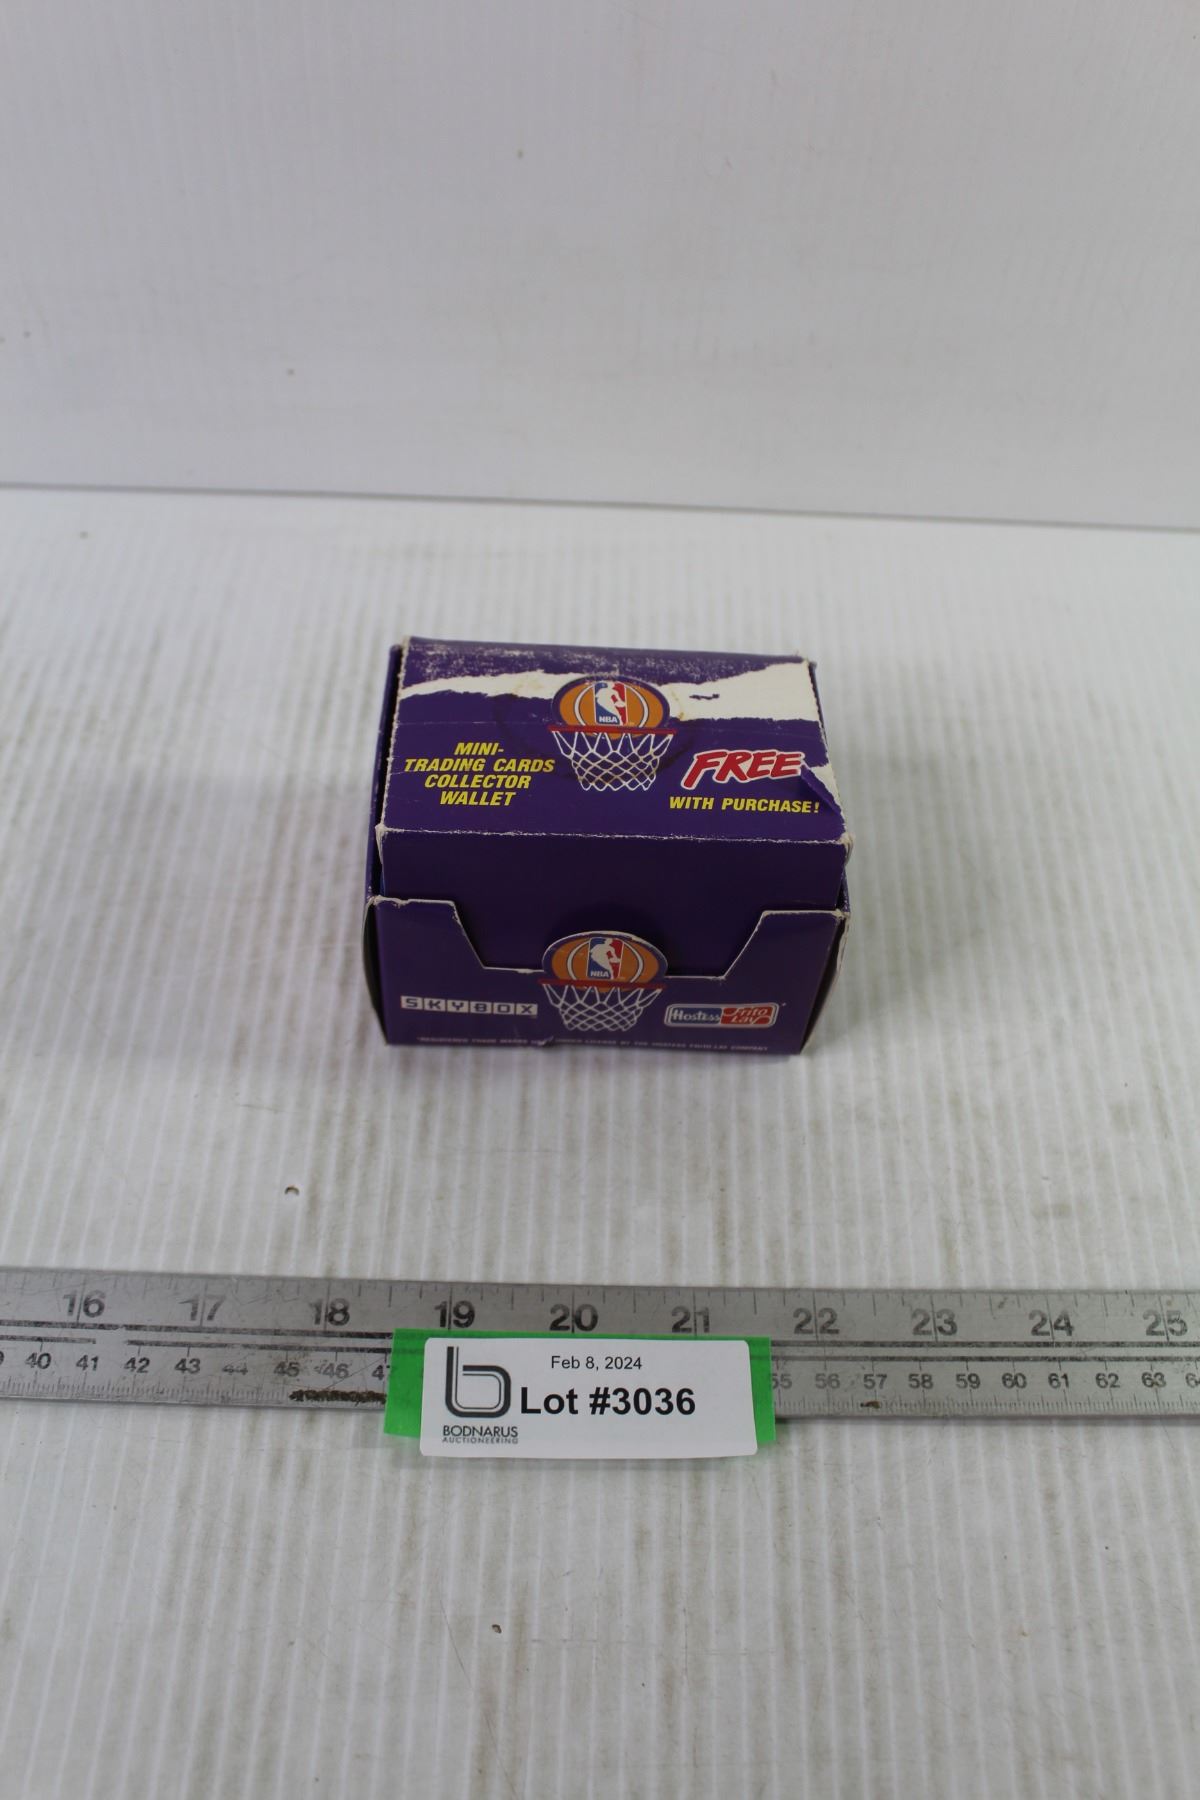 NBA
MINI-
TRADING CARDS
COLLECTOR
WALLET
FREE
WITH PURCHASE!
NBA
SKYBOX
Hostess Frito Lay
16 17 18 19 20 21 22 23 24 25
40 41 42 43 44 45 46 55 56 57 58 59 60 61 62 63
Feb 8, 2024
Lot #3036
BODNARUS
AUCTIONEERING